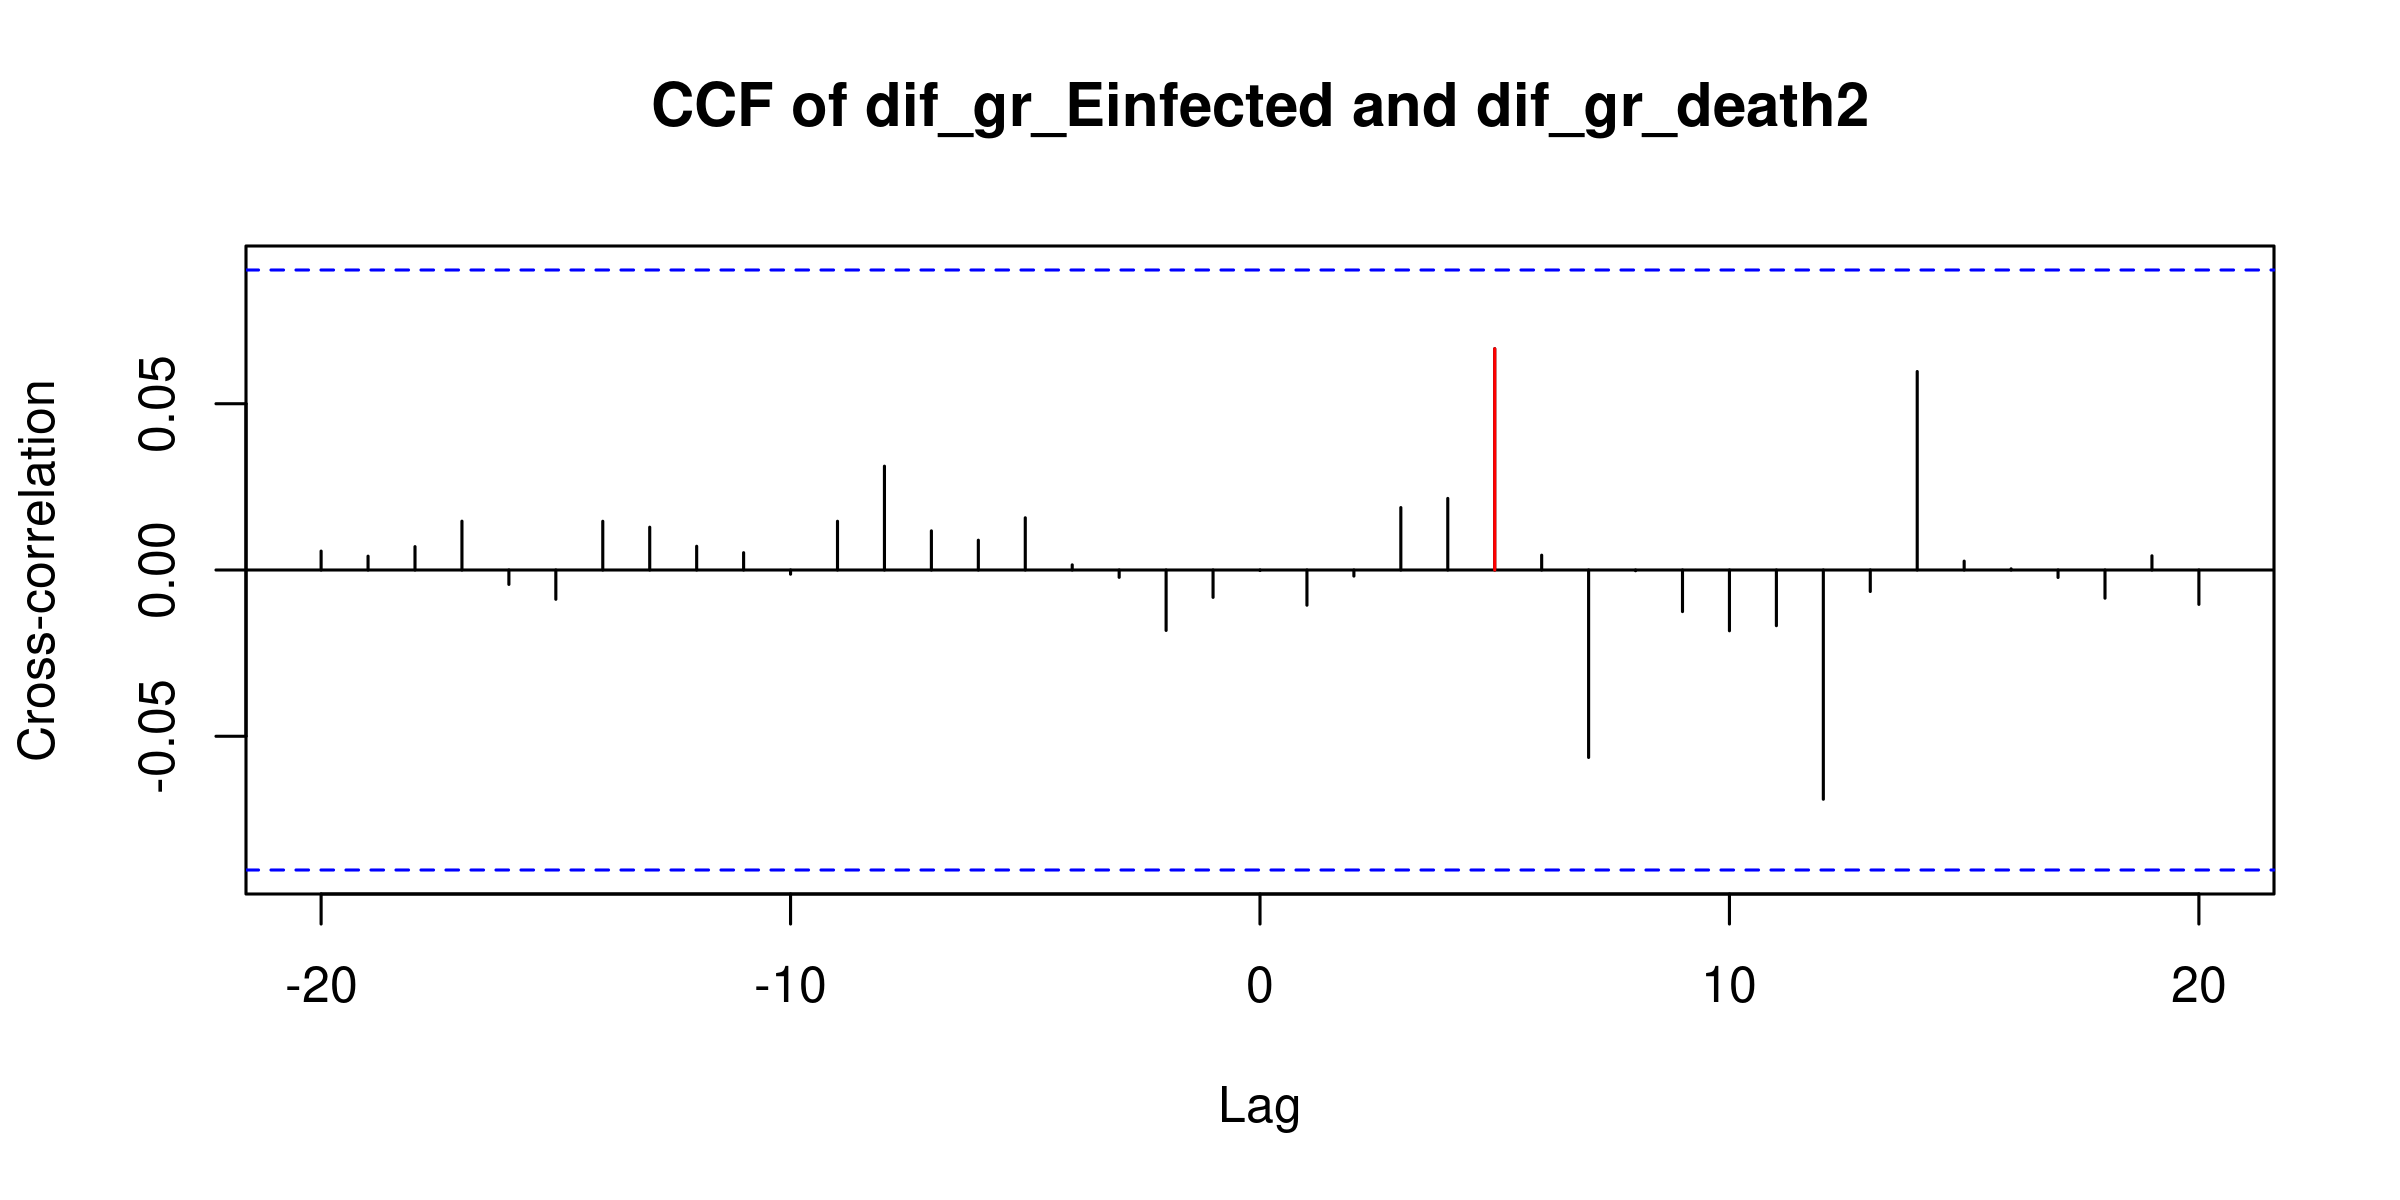 CCF of dif_gr_Einfected and dif_gr_death2
Cross-correlation
0.05
0.00
-0.05
-20 -10 0 10 20
Lag